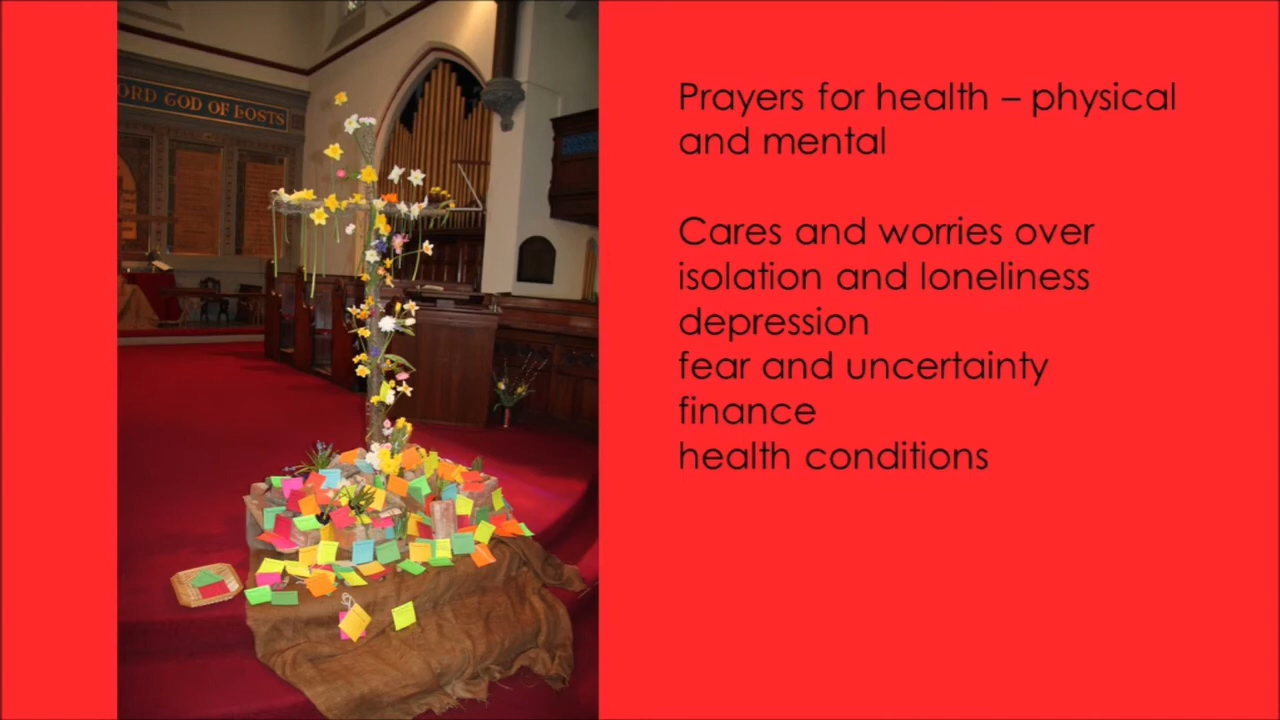 ORD GOD OF HOSTS
Prayers for health – physical
and mental
Cares and worries over
isolation and loneliness
depression
fear and uncertainty
finance
health conditions